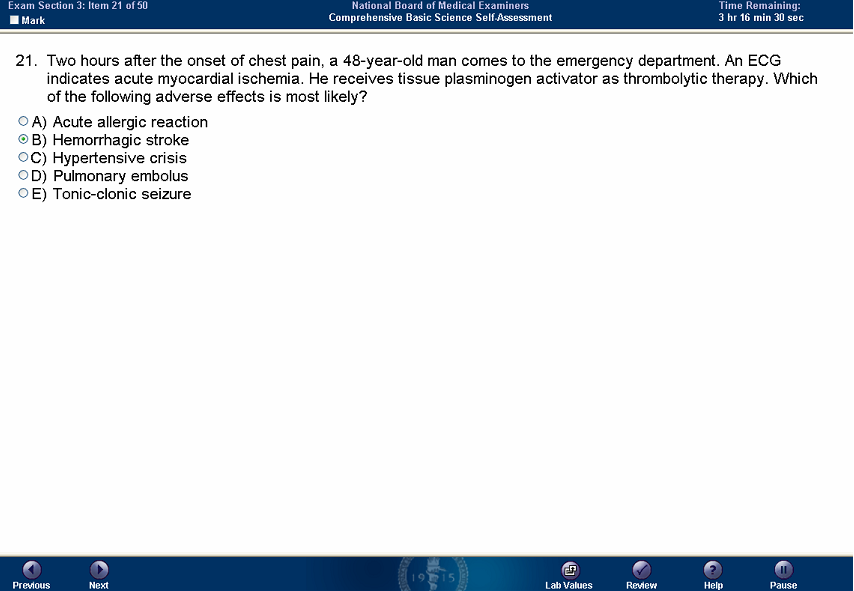 Exam Section 3: Item 21 of 50
National Board of Medical Examiners
Time Remaining:
Mark
Comprehensive Basic Science Self-Assessment
3 hr 16 min 30 sec
21. Two hours after the onset of chest pain, a 48-year-old man comes to the emergency department. An ECG
indicates acute myocardial ischemia. He receives tissue plasminogen activator as thrombolytic therapy. Which
of the following adverse effects is most likely?
A) Acute allergic reaction
B) Hemorrhagic stroke
C) Hypertensive crisis
D) Pulmonary embolus
E) Tonic-clonic seizure
1915
Previous Next Lab Values Review Help Pause